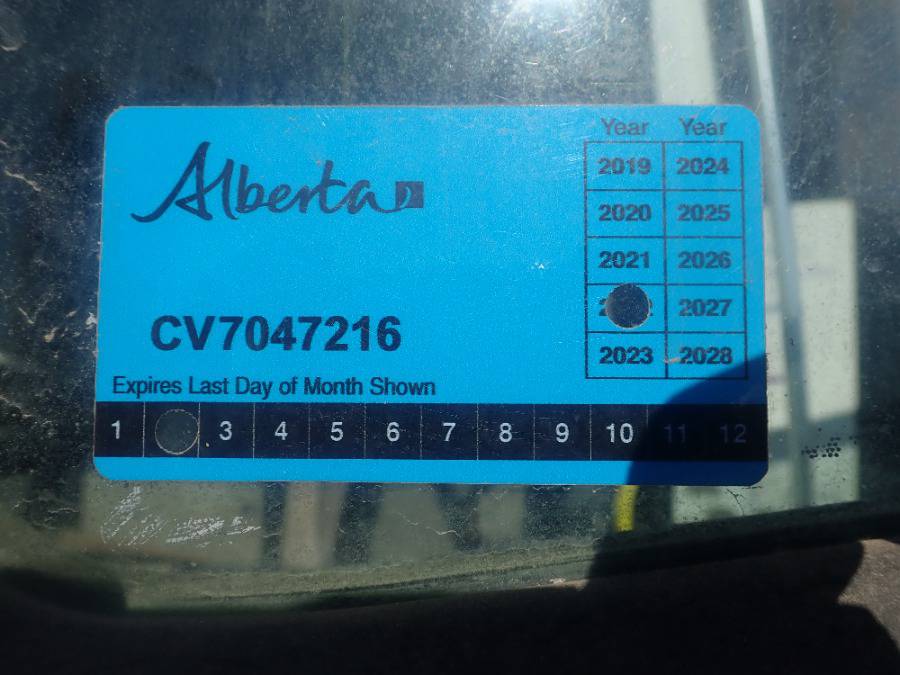 Year Year
Alberta
2019 2024
2020 2025
2021 2026
2027
CV7047216
2023 2028
Expires Last Day of Month Shown
1 3 4 5 6 7 8 9 10 11 12